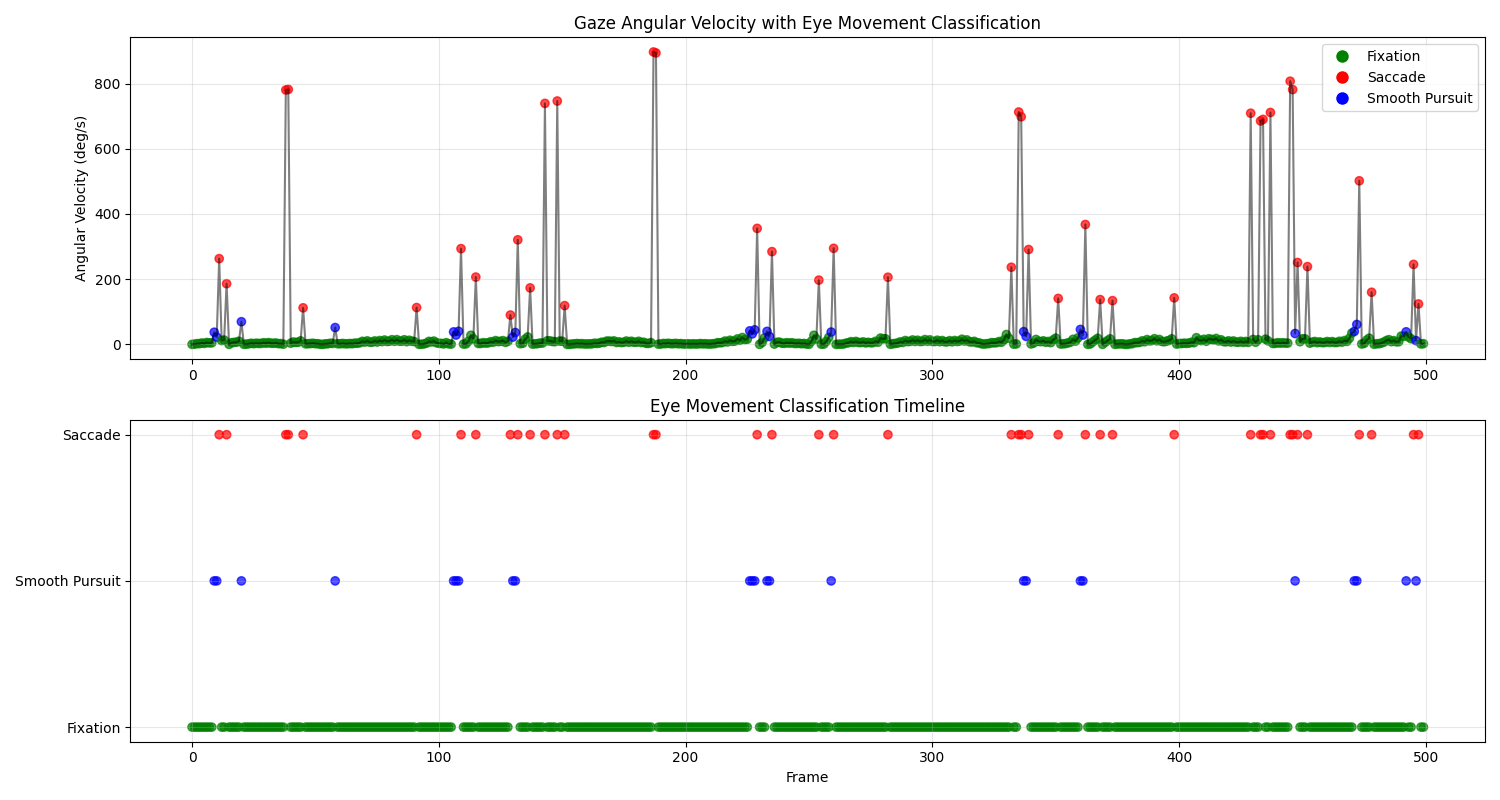 Gaze Angular Velocity with Eye Movement Classification
Angular Velocity (deg/s)
800
600
400
200
0
Fixation
Saccade
Smooth Pursuit
0 100 200 300 400 500
Eye Movement Classification Timeline
Saccade
Smooth Pursuit
Fixation
0 100 200 300 400 500
Frame